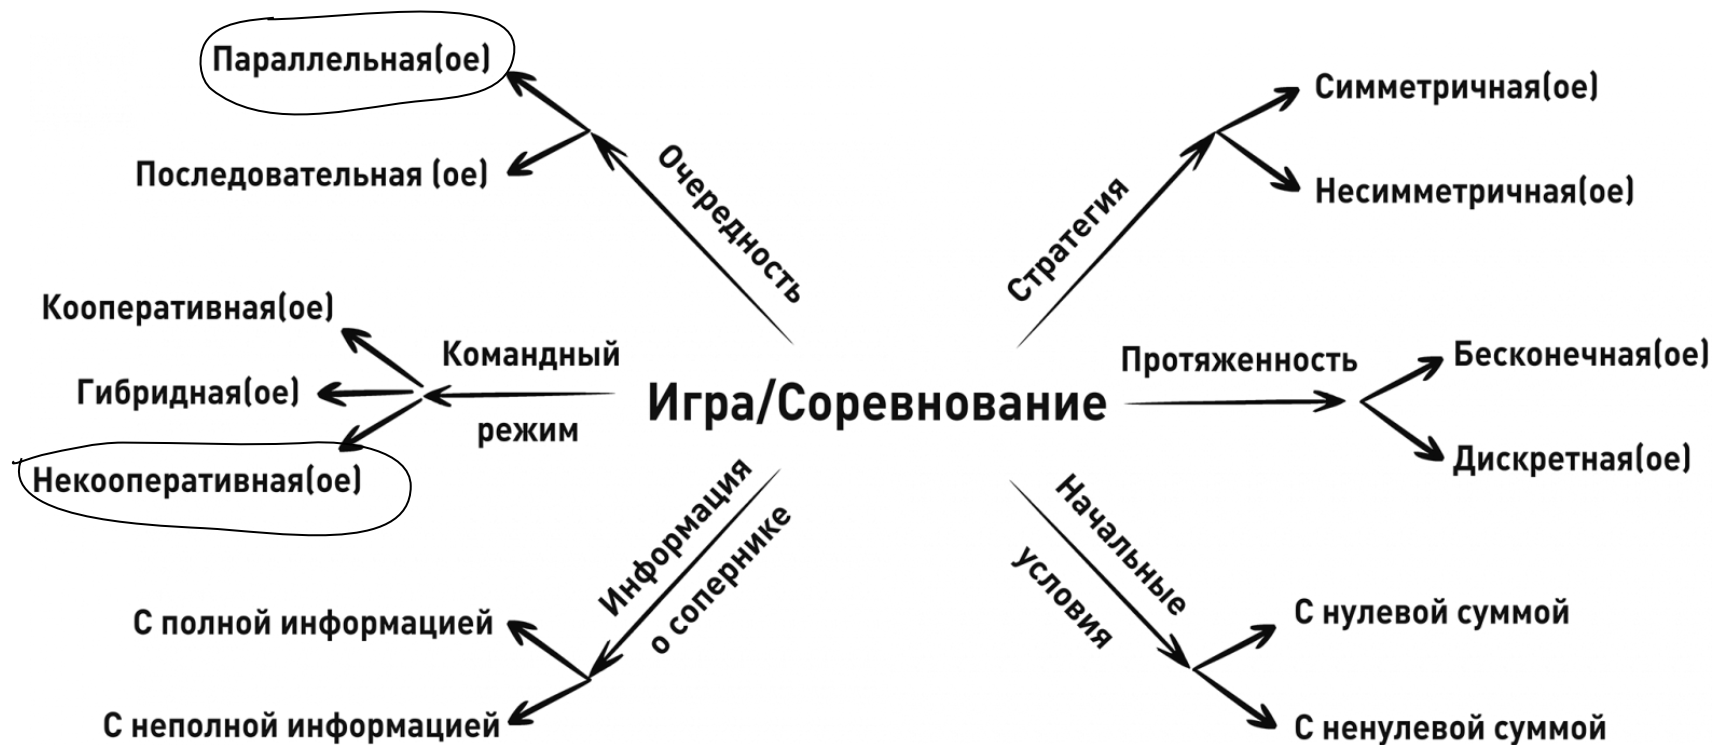 Параллельная(ое)
Последовательная (ое)
Очередность
Кооперативная(ое)
Гибридная(ое)
Некооперативная(ое)
Командный
режим
Игра/Соревнование
Информация
о сопернике
С полной информацией
С неполной информацией
Стратегия
Симметричная(ое)
Несимметричная(ое)
Протяженность
Бесконечная(ое)
Дискретная(ое)
Начальные
условия
С нулевой суммой
С ненулевой суммой